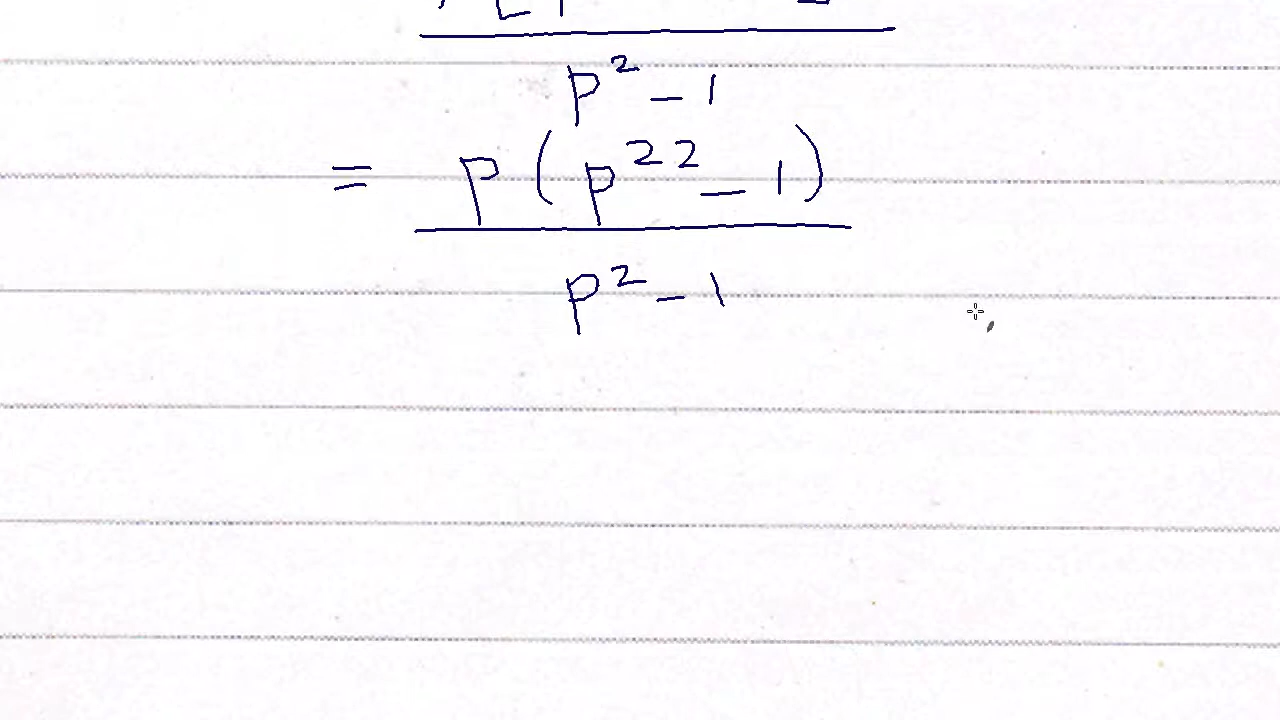 p² - 1
= p(p²² - 1)
p² - 1